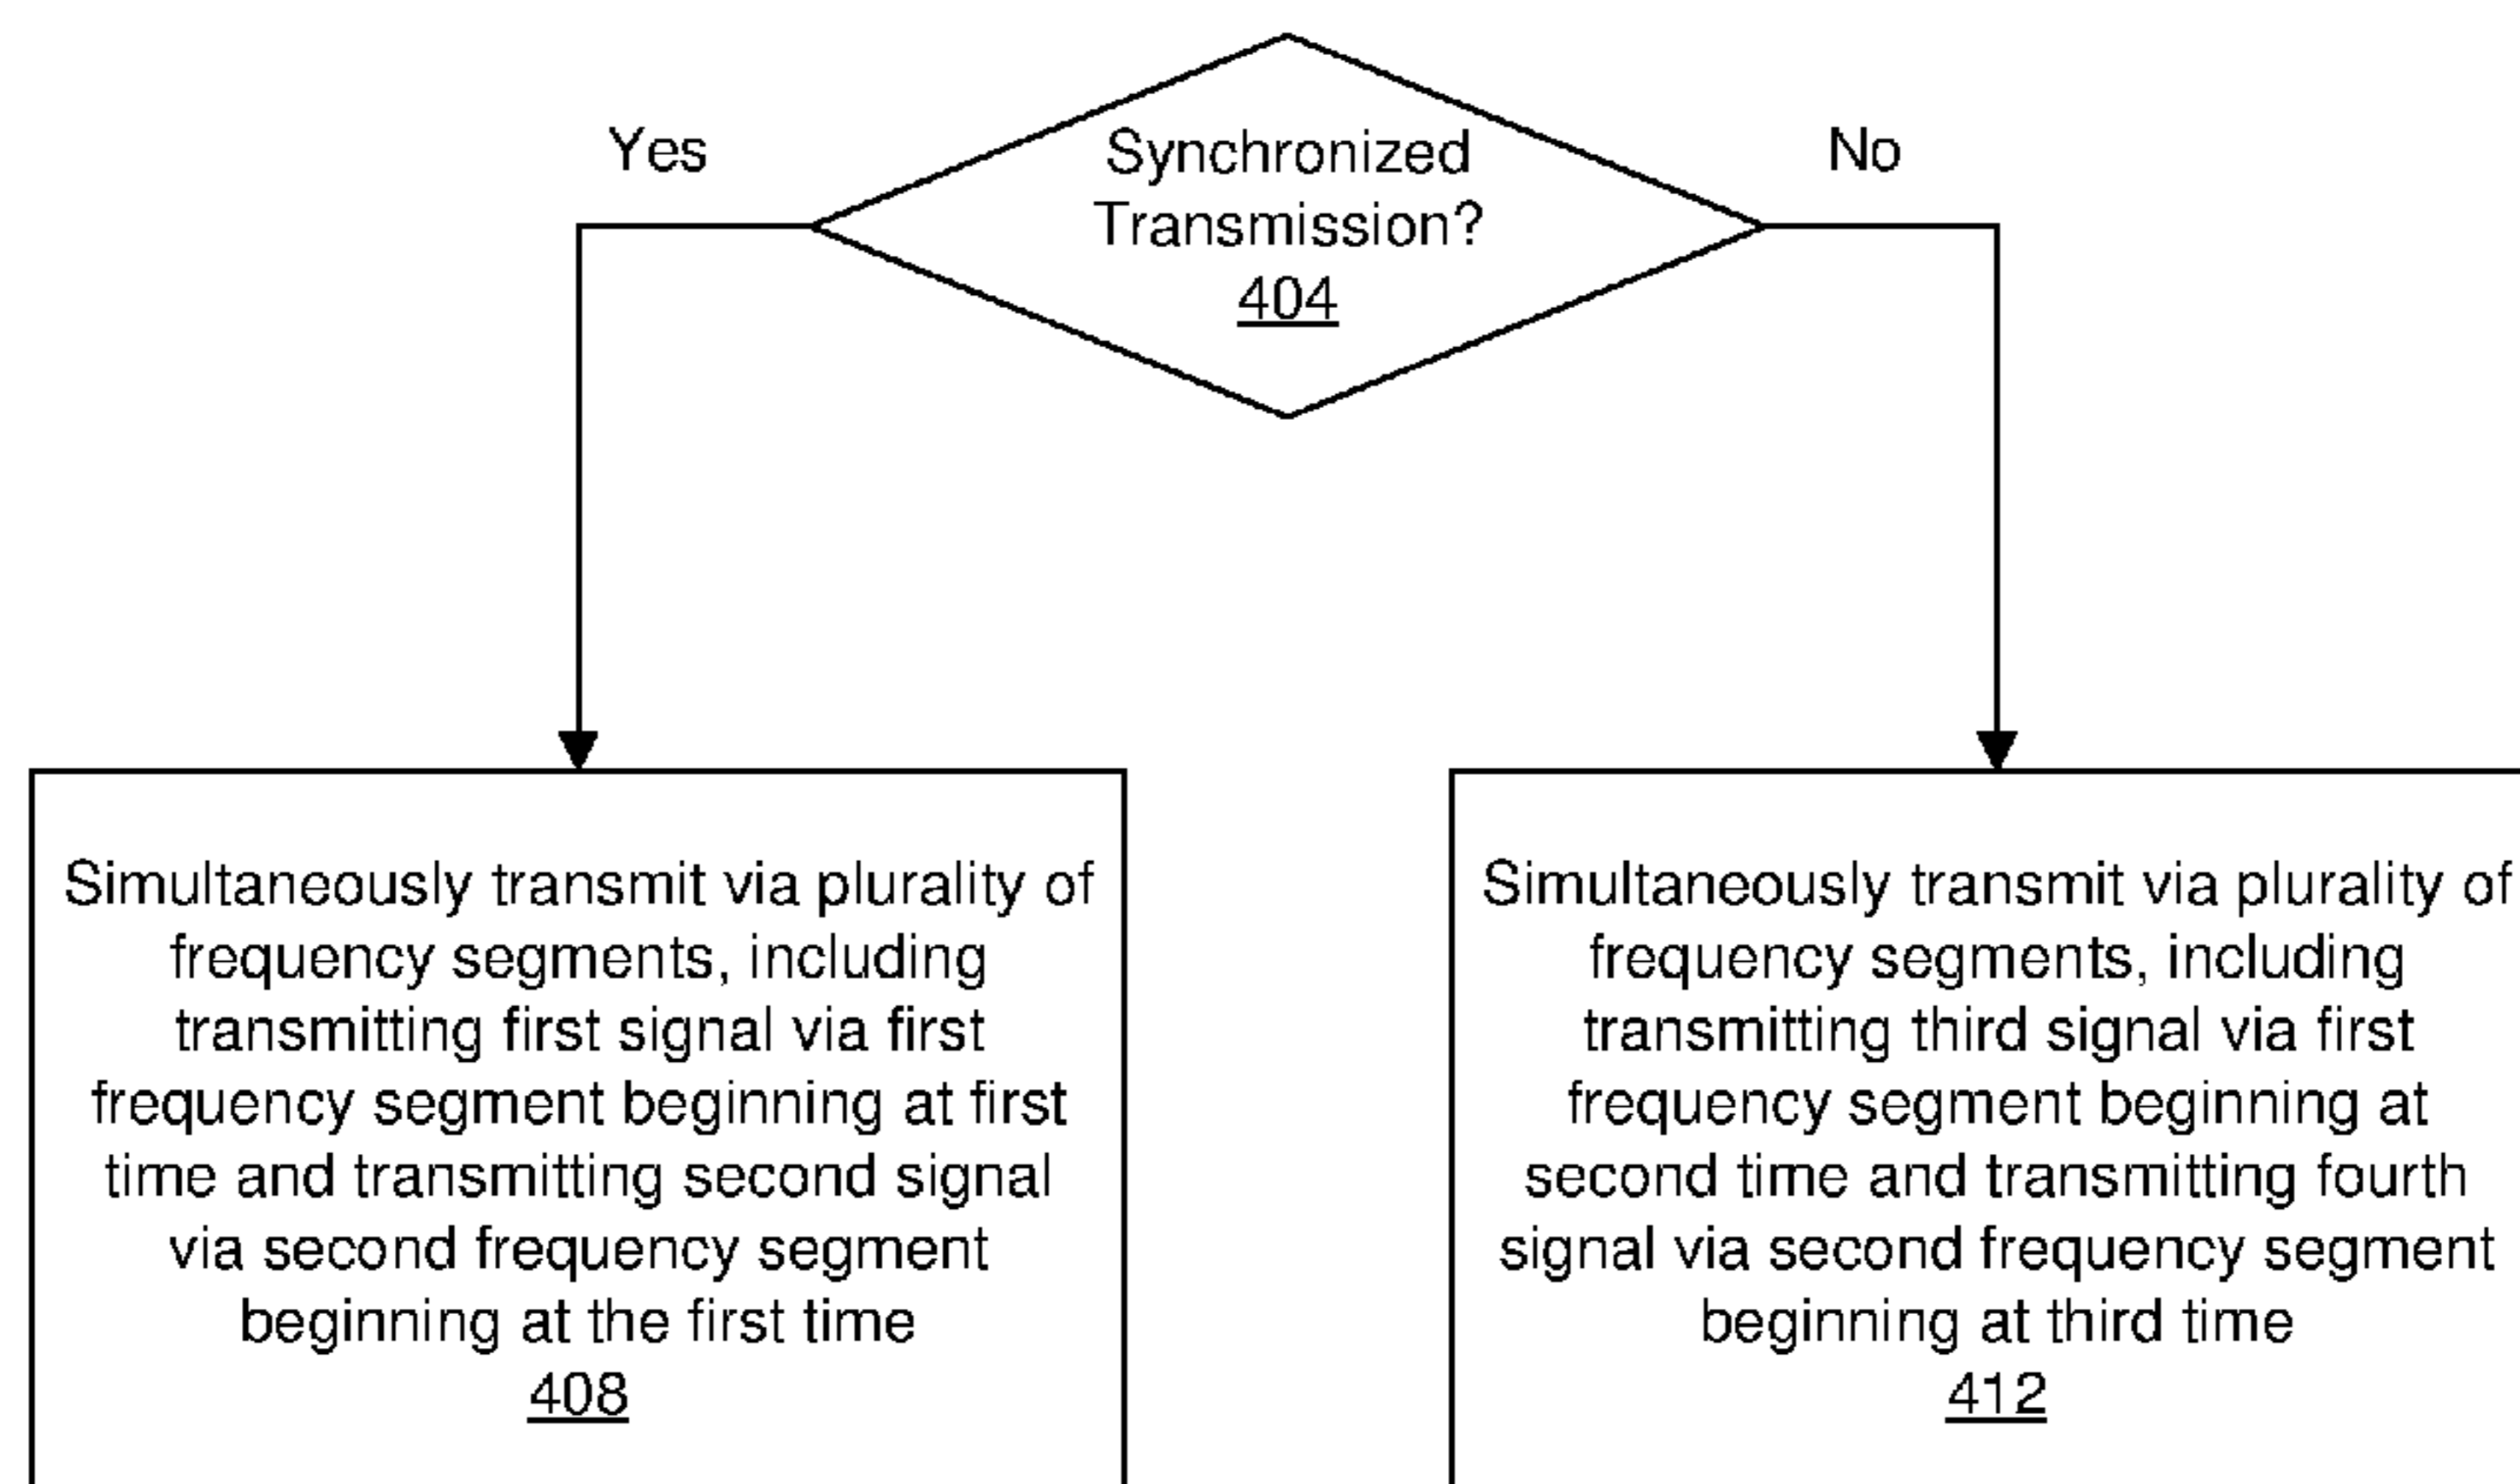 Synchronized
Transmission?
404
Yes
No
Simultaneously transmit via plurality of
frequency segments, including
transmitting first signal via first
frequency segment beginning at first
time and transmitting second signal
via second frequency segment
beginning at the first time
408
Simultaneously transmit via plurality of
frequency segments, including
transmitting third signal via first
frequency segment beginning at
second time and transmitting fourth
signal via second frequency segment
beginning at third time
412